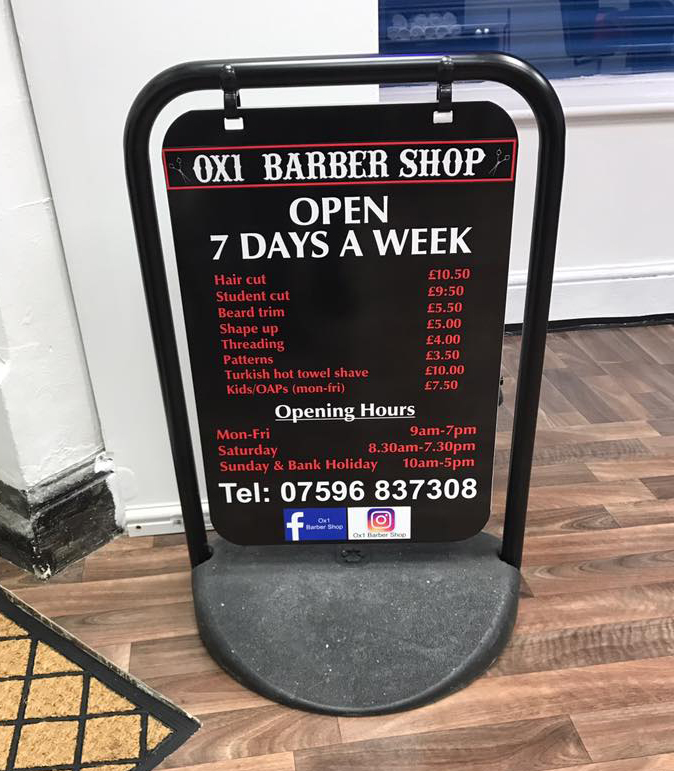 OX1 BARBER SHOP
OPEN
7 DAYS A WEEK
Hair cut £10.50
Student cut £9:50
Beard trim £5.50
Shape up £5.00
Threading £4.00
Patterns £3.50
Turkish hot towel shave £10.00
Kids/OAPs (mon-fri) £7.50
Opening Hours
Mon-Fri 9am-7pm
Saturday 8.30am-7.30pm
Sunday & Bank Holiday 10am-5pm
Tel: 07596 837308
f Ox1
Barber Shop
Ox1 Barber Shop